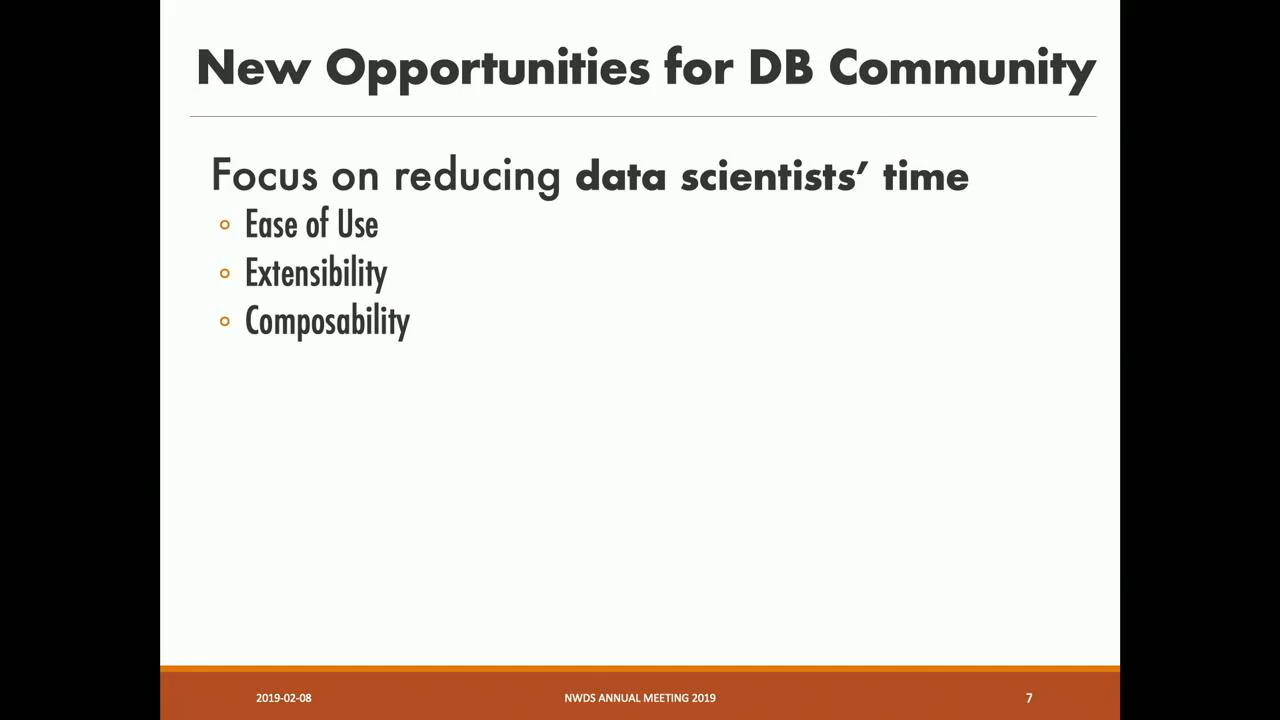 New Opportunities for DB Community
Focus on reducing data scientists’ time
Ease of Use
Extensibility
Composability
2019-02-08
NWDS ANNUAL MEETING 2019
7